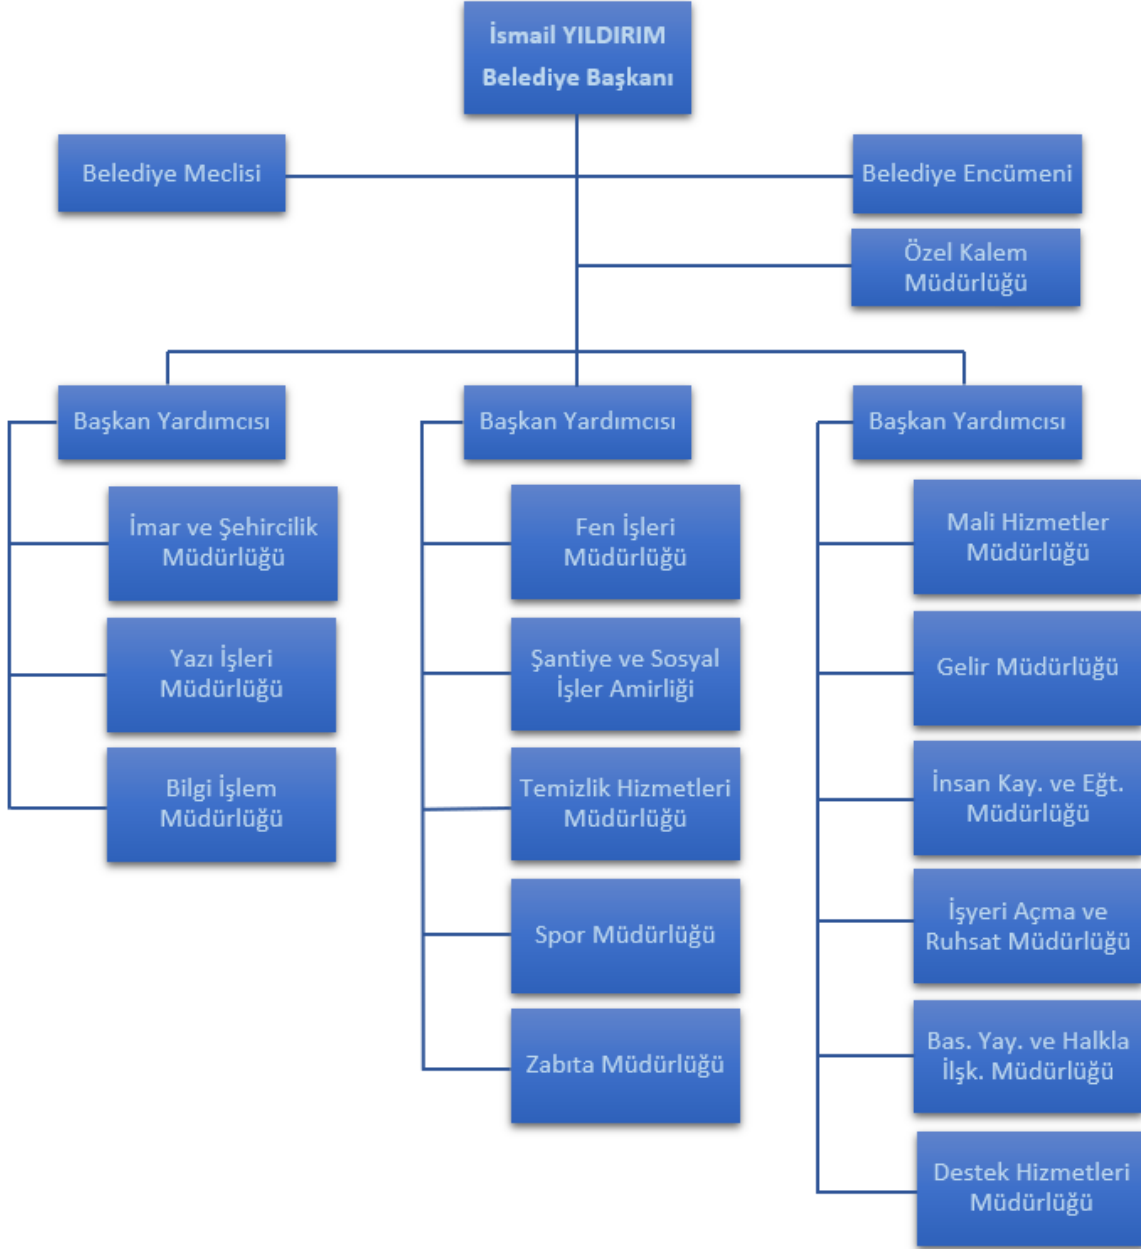 İsmail YILDIRIM
Belediye Başkanı
Belediye Meclisi
Belediye Encümeni
Özel Kalem
Müdürlüğü
Başkan Yardımcısı
Başkan Yardımcısı
Başkan Yardımcısı
İmar ve Şehircilik
Müdürlüğü
Yazı İşleri
Müdürlüğü
Bilgi İşlem
Müdürlüğü
Fen İşleri
Müdürlüğü
Şantiye ve Sosyal
İşler Amirliği
Temizlik Hizmetleri
Müdürlüğü
Spor Müdürlüğü
Zabıta Müdürlüğü
Mali Hizmetler
Müdürlüğü
Gelir Müdürlüğü
İnsan Kay. ve Eğt.
Müdürlüğü
İşyeri Açma ve
Ruhsat Müdürlüğü
Bas. Yay. ve Halkla
İlşk. Müdürlüğü
Destek Hizmetleri
Müdürlüğü